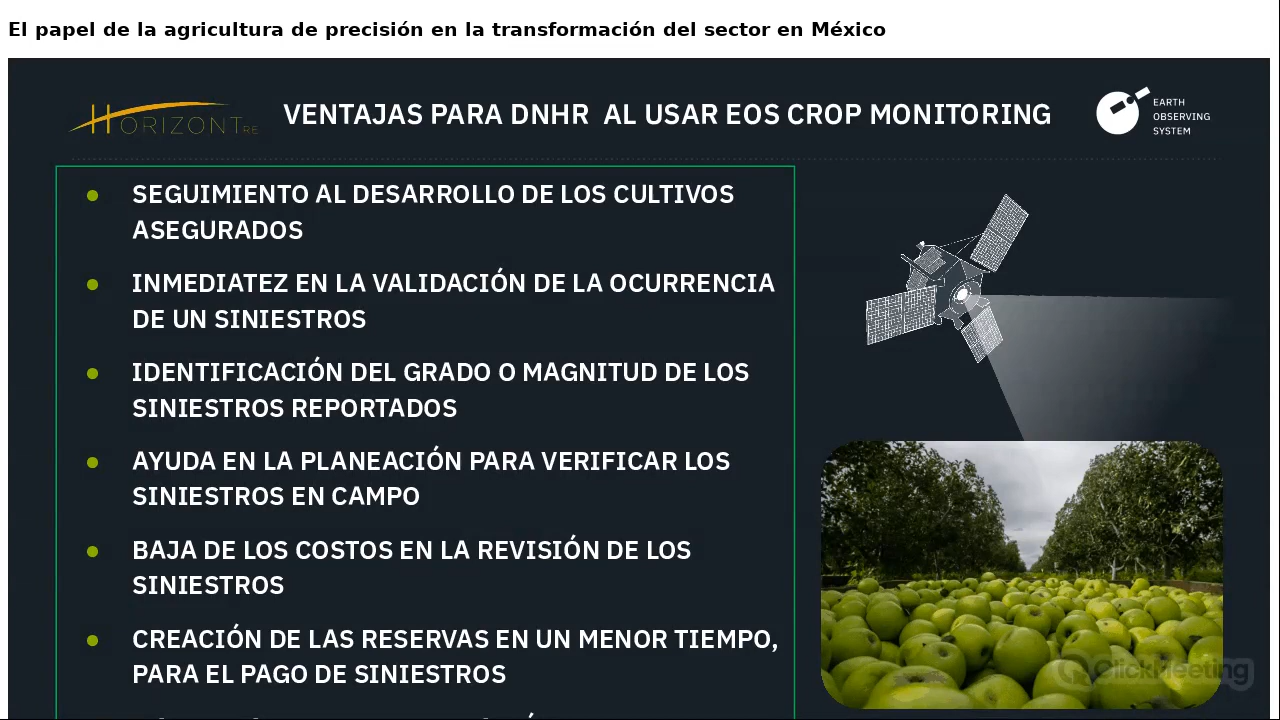 El papel de la agricultura de precisión en la transformación del sector en México
HORIZONT RE
VENTAJAS PARA DNHR AL USAR EOS CROP MONITORING
EARTH
OBSERVING
SYSTEM
SEGUIMIENTO AL DESARROLLO DE LOS CULTIVOS
ASEGURADOS
INMEDIATEZ EN LA VALIDACIÓN DE LA OCURRENCIA
DE UN SINIESTROS
IDENTIFICACIÓN DEL GRADO O MAGNITUD DE LOS
SINIESTROS REPORTADOS
AYUDA EN LA PLANEACIÓN PARA VERIFICAR LOS
SINIESTROS EN CAMPO
BAJA DE LOS COSTOS EN LA REVISIÓN DE LOS
SINIESTROS
CREACIÓN DE LAS RESERVAS EN UN MENOR TIEMPO,
PARA EL PAGO DE SINIESTROS
ClickMeeting